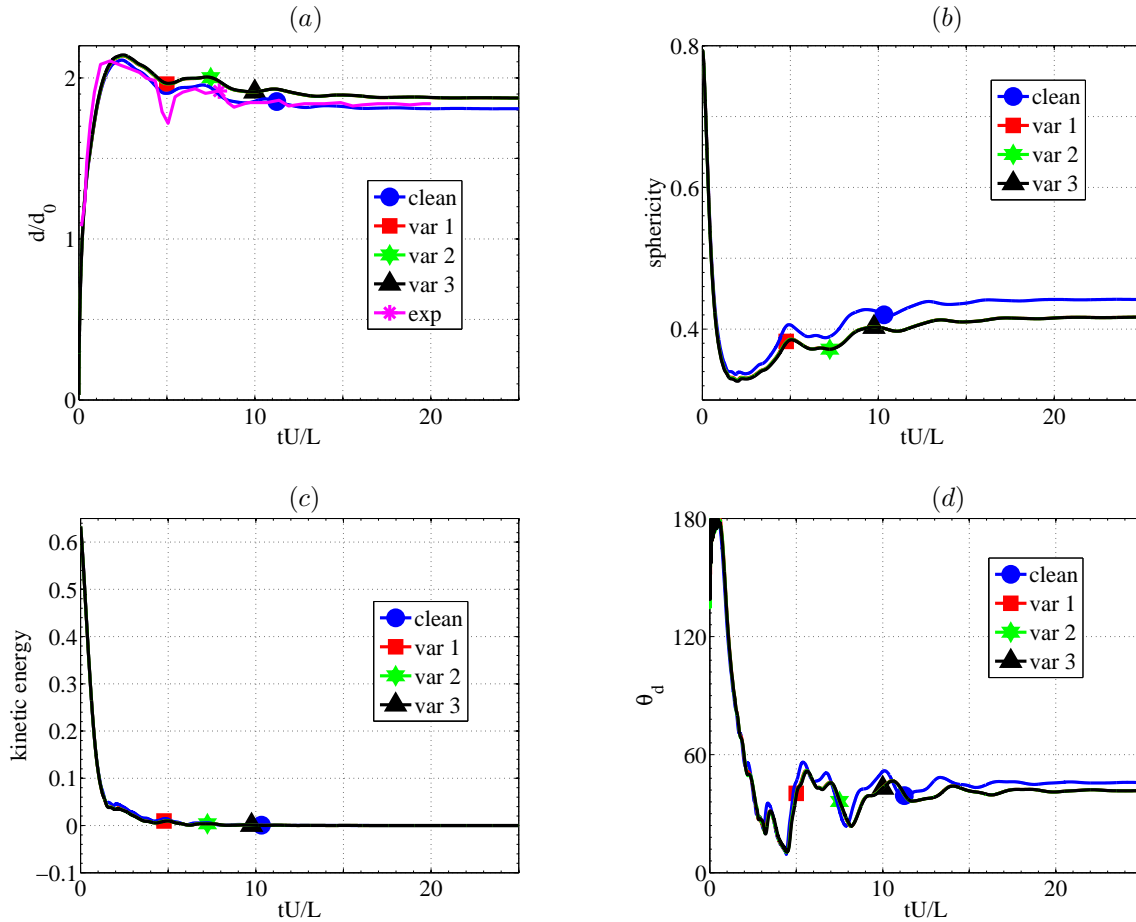 (a)
d/d0
2
1
0
0
10
20
tU/L
clean
var 1
var 2
var 3
exp
(b)
sphericity
0.8
0.6
0.4
0
10
20
tU/L
clean
var 1
var 2
var 3
(c)
kinetic energy
0.6
0.5
0.4
0.3
0.2
0.1
0
−0.1
0
10
20
tU/L
clean
var 1
var 2
var 3
(d)
θd
180
120
60
0
0
5
10
15
20
25
tU/L
clean
var 1
var 2
var 3